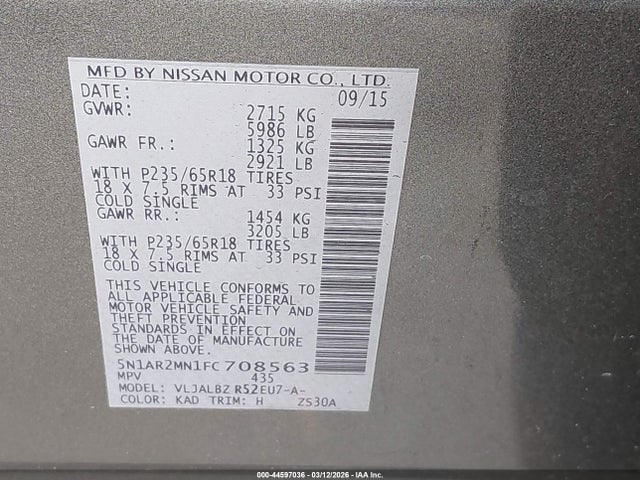 MFD BY NISSAN MOTOR CO., LTD.
DATE: 09/15
GVWR: 2715 KG
5986 LB
GAWR FR.: 1325 KG
2921 LB
WITH P235/65R18 TIRES
18 X 7.5 RIMS AT 33 PSI
COLD SINGLE
GAWR RR.: 1454 KG
3205 LB
WITH P235/65R18 TIRES
18 X 7.5 RIMS AT 33 PSI
COLD SINGLE
THIS VEHICLE CONFORMS TO
ALL APPLICABLE FEDERAL
MOTOR VEHICLE SAFETY AND
THEFT PREVENTION
STANDARDS IN EFFECT ON
THE DATE OF MANUFACTURE
SHOWN ABOVE.
5N1AR2MN1FC708563
MPV 435
MODEL: VLJALBZ R52EU7-A-
COLOR: KAD TRIM: H ZS30A
000-44597036 | 03/12/2026 | IAA Inc.